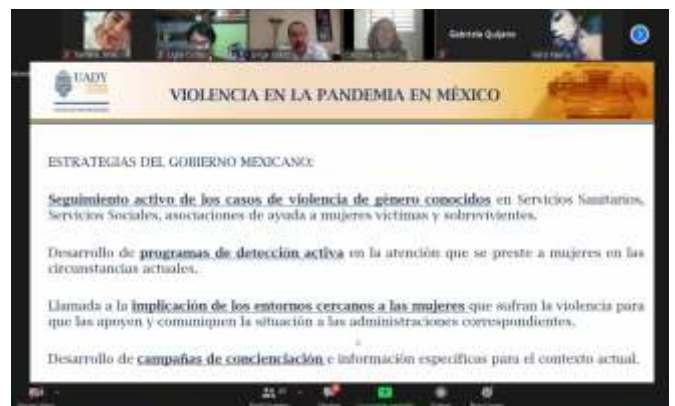 Gabriela Quijano
UADY
VIOLENCIA EN LA PANDEMIA EN MÉXICO
ESTRATEGIAS DEL GOBIERNO MEXICANO:
Seguimiento activo de los casos de violencia de género conocidos en Servicios Sanitarios,
Servicios Sociales, asociaciones de ayuda a mujeres víctimas y sobrevivientes.
Desarrollo de programas de detección activa en la atención que se preste a mujeres en las
circunstancias actuales.
Llamada a la implicación de los entornos cercanos a las mujeres que sufran la violencia para
que las apoyen y comuniquen la situación a las administraciones correspondientes.
Desarrollo de campañas de concienciación e información específicas para el contexto actual.